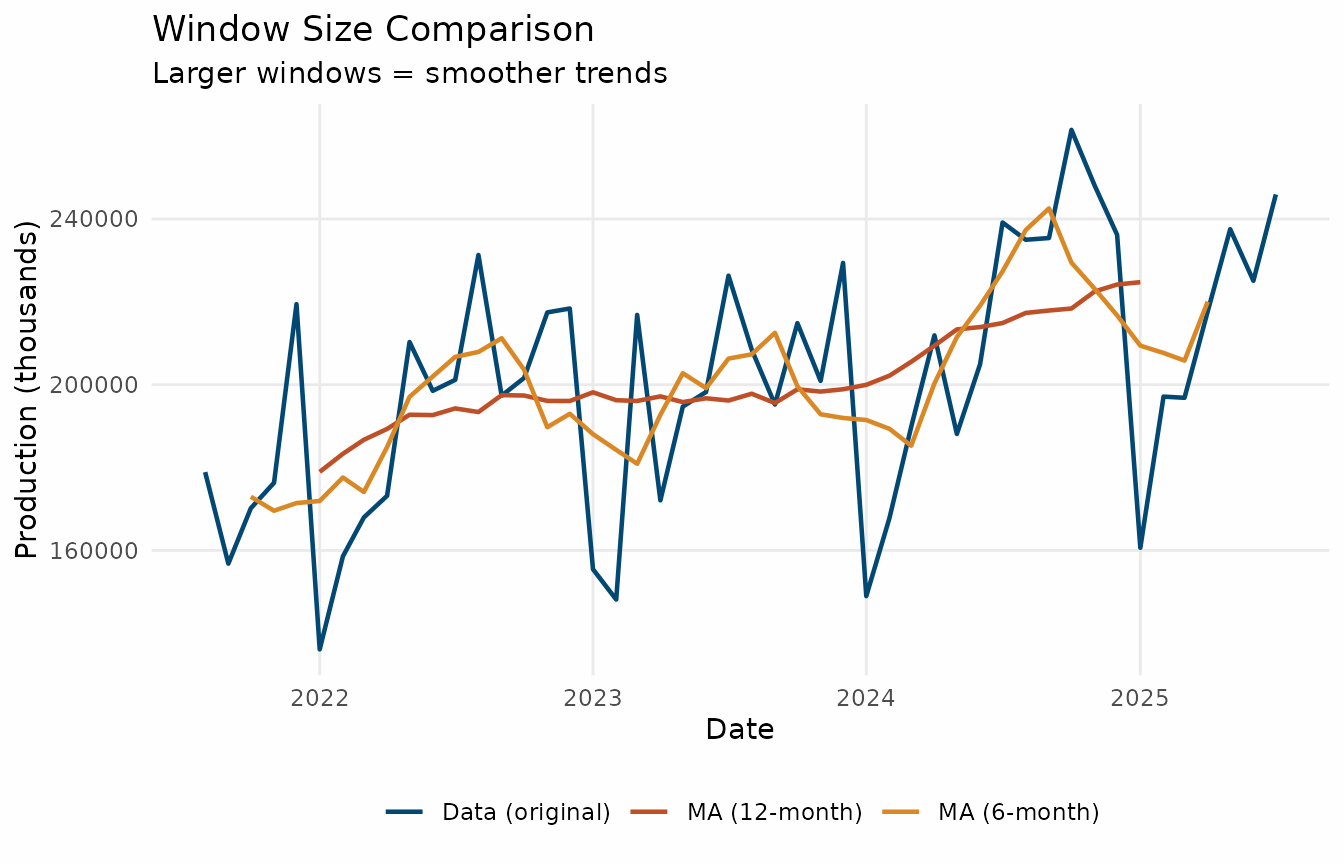 Window Size Comparison
Larger windows = smoother trends
Production (thousands)
240000
200000
160000
2022 2023 2024 2025
Date
Data (original) MA (12-month) MA (6-month)